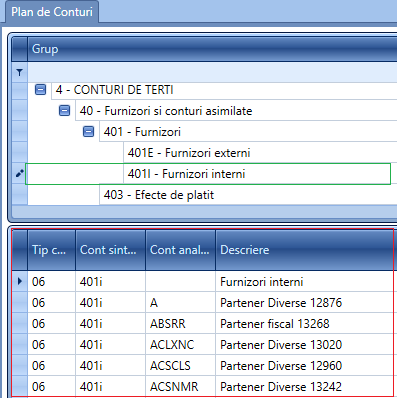 Plan de Conturi
Grup
4 - CONTURI DE TERTI
40 - Furnizori si conturi asimilate
401 - Furnizori
401E - Furnizori externi
401I - Furnizori interni
403 - Efecte de platit
Tip c... Cont sint... Cont anal... Descriere
06 401i Furnizori interni
06 401i A Partener Diverse 12876
06 401i ABSRR Partener fiscal 13268
06 401i ACLXNC Partener Diverse 13020
06 401i ACSCLS Partener Diverse 12960
06 401i ACSNMR Partener Diverse 13242